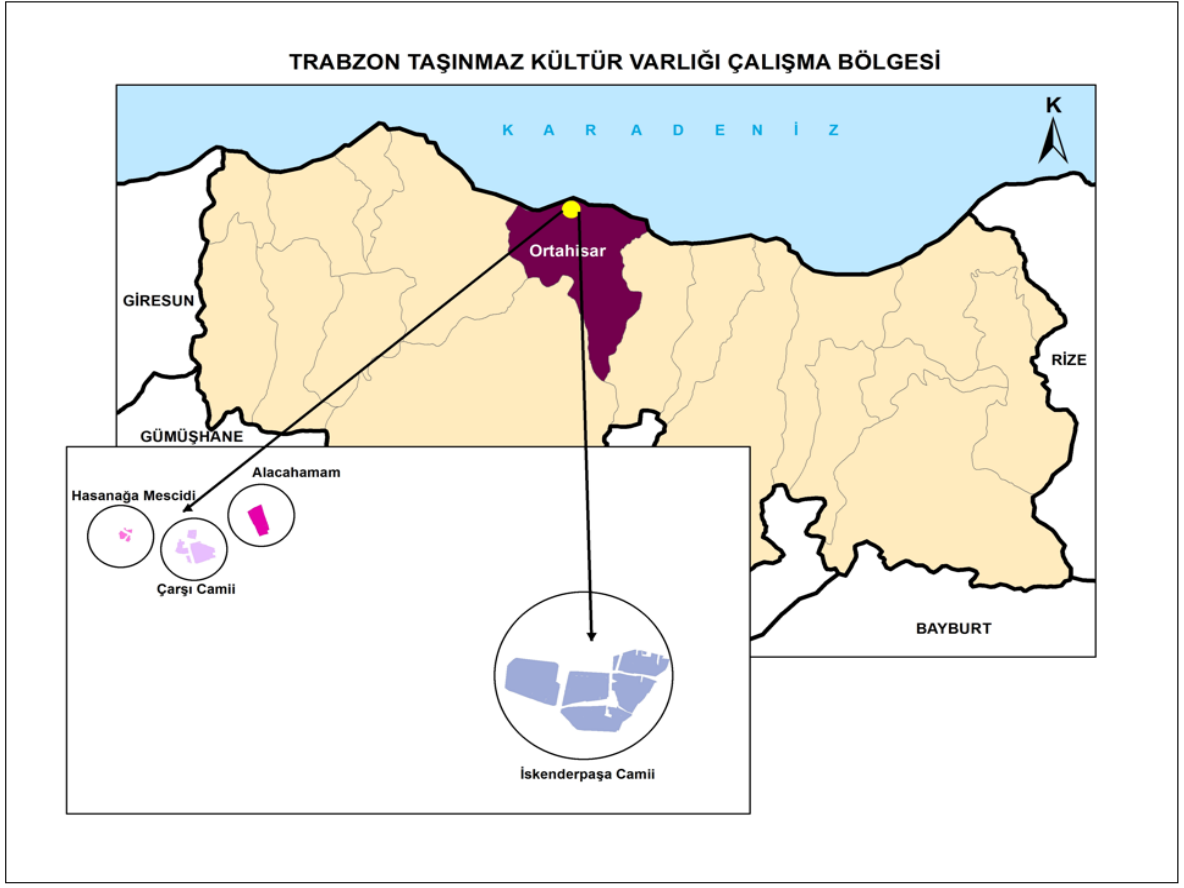 TRABZON TAŞINMAZ KÜLTÜR VARLIĞI ÇALIŞMA BÖLGESİ
K A R A D E N İ Z
K
Ortahisar
GİRESUN
RİZE
GÜMÜŞHANE
Alacahamam
Hasanağa Mescidi
Çarşı Camii
BAYBURT
İskenderpaşa Camii